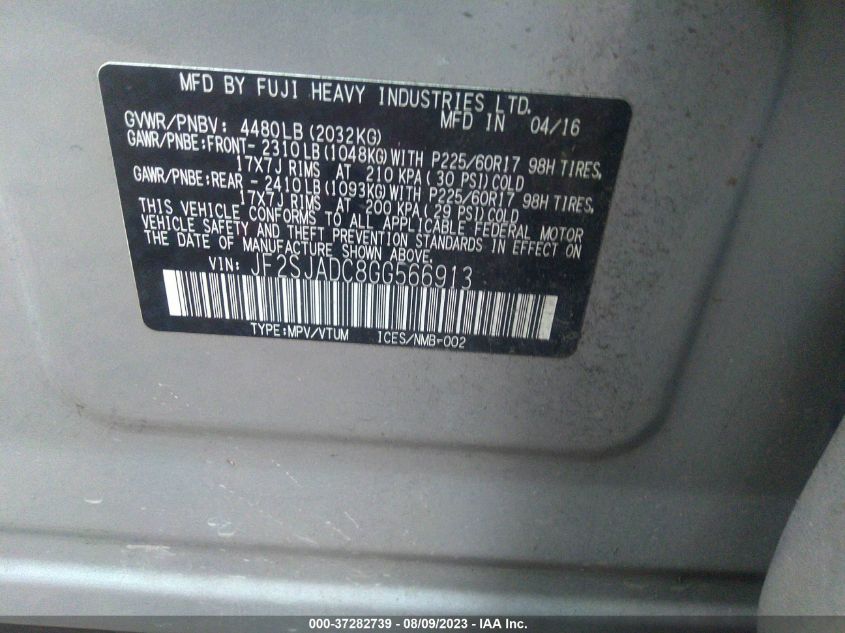 MFD BY FUJI HEAVY INDUSTRIES LTD.
MFD IN 04/16
GVWR/PNBV: 4480LB (2032KG)
GAWR/PNBE:FRONT- 2310LB (1048KG) WITH P225/60R17 98H TIRES,
17X7J RIMS AT 210 KPA (30 PSI) COLD
GAWR/PNBE:REAR - 2410LB (1093KG) WITH P225/60R17 98H TIRES,
17X7J RIMS AT 200 KPA (29 PSI) COLD
THIS VEHICLE CONFORMS TO ALL APPLICABLE FEDERAL MOTOR
VEHICLE SAFETY AND THEFT PREVENTION STANDARDS IN EFFECT ON
THE DATE OF MANUFACTURE SHOWN ABOVE.
VIN: JF2SJADC8GG566913
TYPE:MPV/VTUM ICES/NMB-002
000-37282739 - 08/09/2023 - IAA Inc.